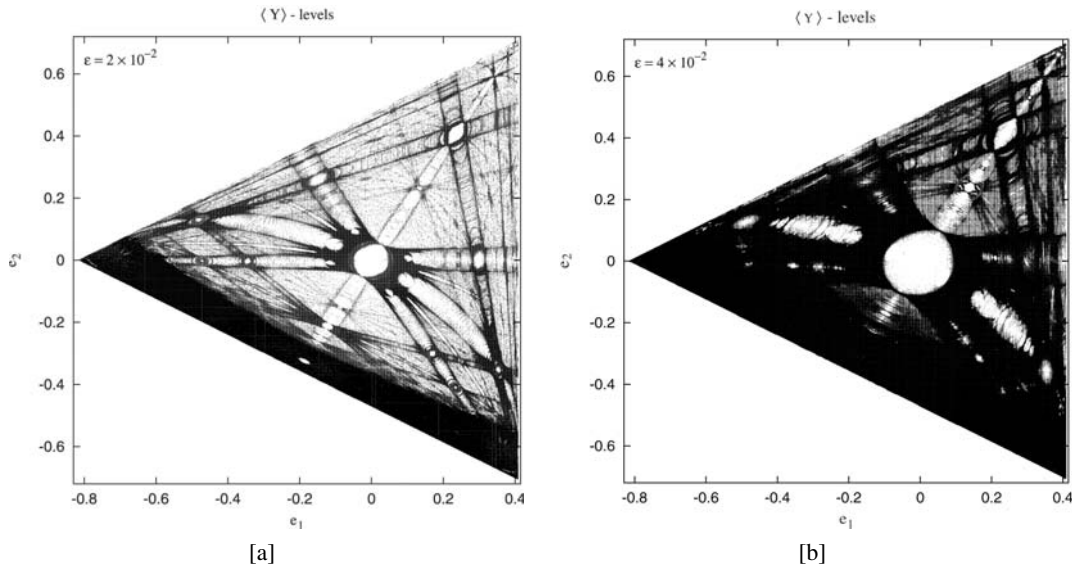 ⟨ Y⟩ - levels
ε = 2 × 10⁻²
0.6
0.4
0.2
0
-0.2
-0.4
-0.6
e₂
-0.8 -0.6 -0.4 -0.2 0 0.2 0.4
e₁
[a]
⟨ Y ⟩ - levels
ε = 4 × 10⁻²
0.6
0.4
0.2
0
-0.2
-0.4
-0.6
e₂
-0.8 -0.6 -0.4 -0.2 0 0.2 0.4
e₁
[b]